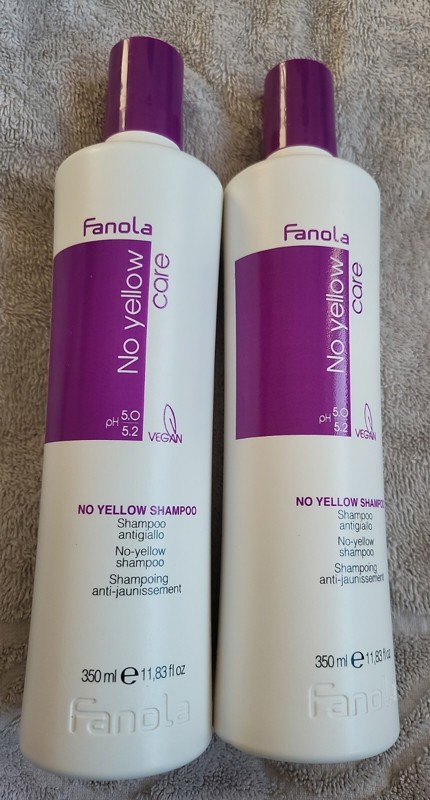 Fanola
No yellow
care
pH 5.0
5.2
VEGAN
NO YELLOW SHAMPOO
Shampoo
antigiallo
No-yellow
shampoo
Shampoing
anti-jaunissement
350 ml e 11,83 fl oz
Fanola
Fanola
No yellow
care
pH 5.0
5.2
VEGAN
NO YELLOW SHAMPOO
Shampoo
antigiallo
No-yellow
shampoo
Shampoing
anti-jaunissement
350 ml e 11,83 fl oz
Fanola